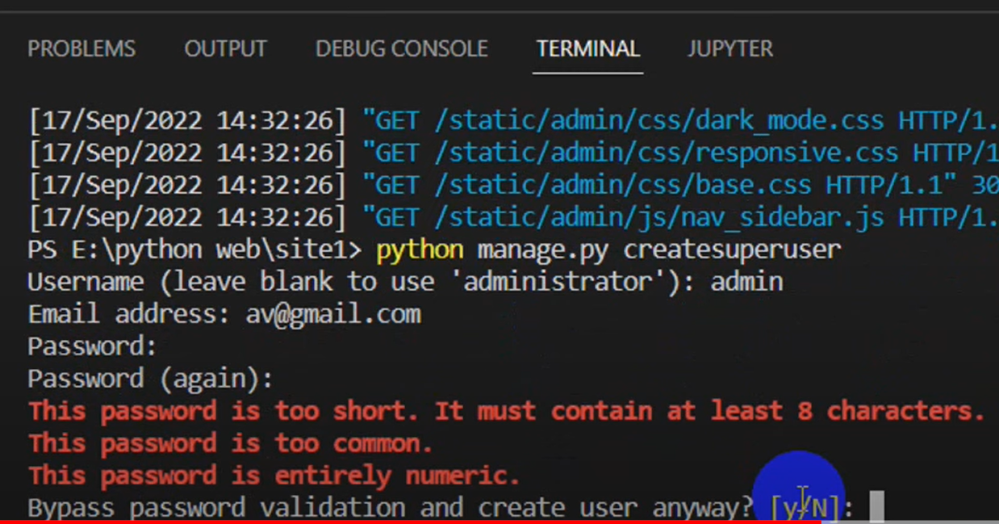 PROBLEMS OUTPUT DEBUG CONSOLE TERMINAL JUPYTER
[17/Sep/2022 14:32:26] "GET /static/admin/css/dark_mode.css HTTP/1.
[17/Sep/2022 14:32:26] "GET /static/admin/css/responsive.css HTTP/1
[17/Sep/2022 14:32:26] "GET /static/admin/css/base.css HTTP/1.1" 30
[17/Sep/2022 14:32:26] "GET /static/admin/js/nav_sidebar.js HTTP/1.
PS E:\python web\site1> python manage.py createsuperuser
Username (leave blank to use 'administrator'): admin
Email address: av@gmail.com
Password:
Password (again):
This password is too short. It must contain at least 8 characters.
This password is too common.
This password is entirely numeric.
Bypass password validation and create user anyway? [y/N]: